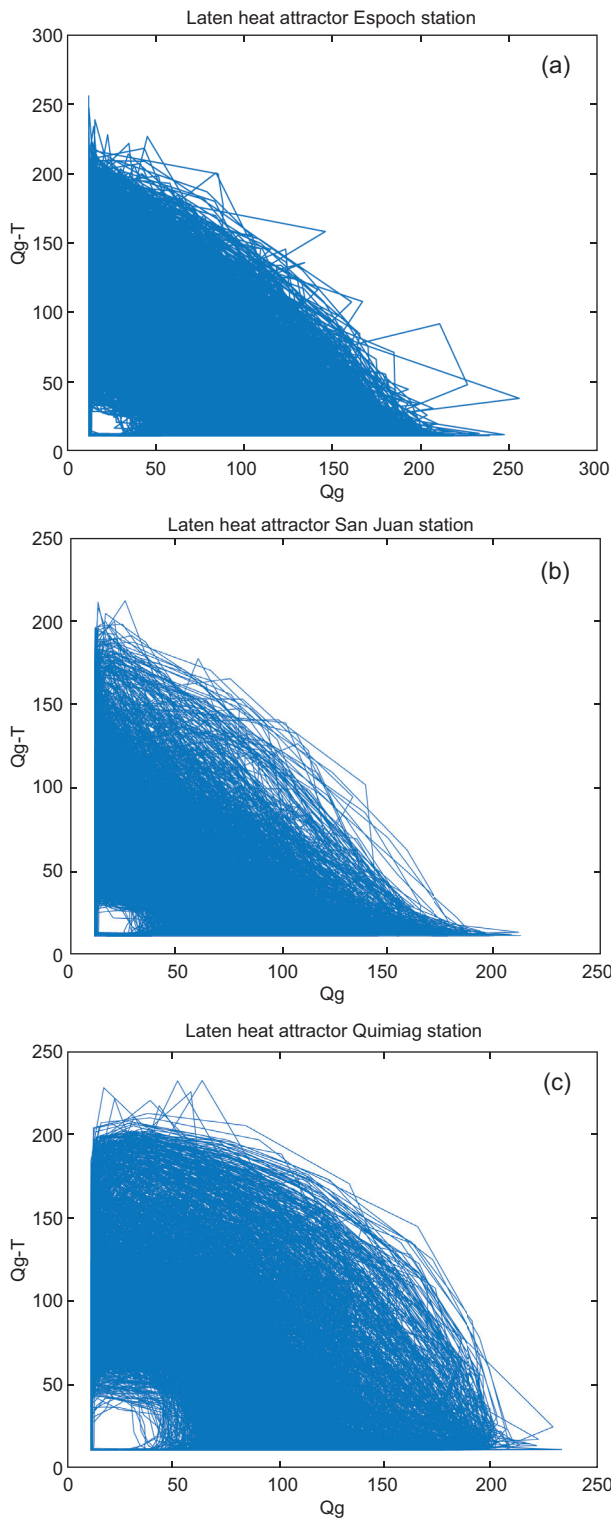 Laten heat attractor Espoch station
(a)
300
250
200
150
100
50
0
Qg-T
0 50 100 150 200 250 300
Qg
Laten heat attractor San Juan station
(b)
250
200
150
100
50
0
Qg-T
0 50 100 150 200 250
Qg
Laten heat attractor Quimiag station
(c)
250
200
150
100
50
0
Qg-T
0 50 100 150 200 250
Qg